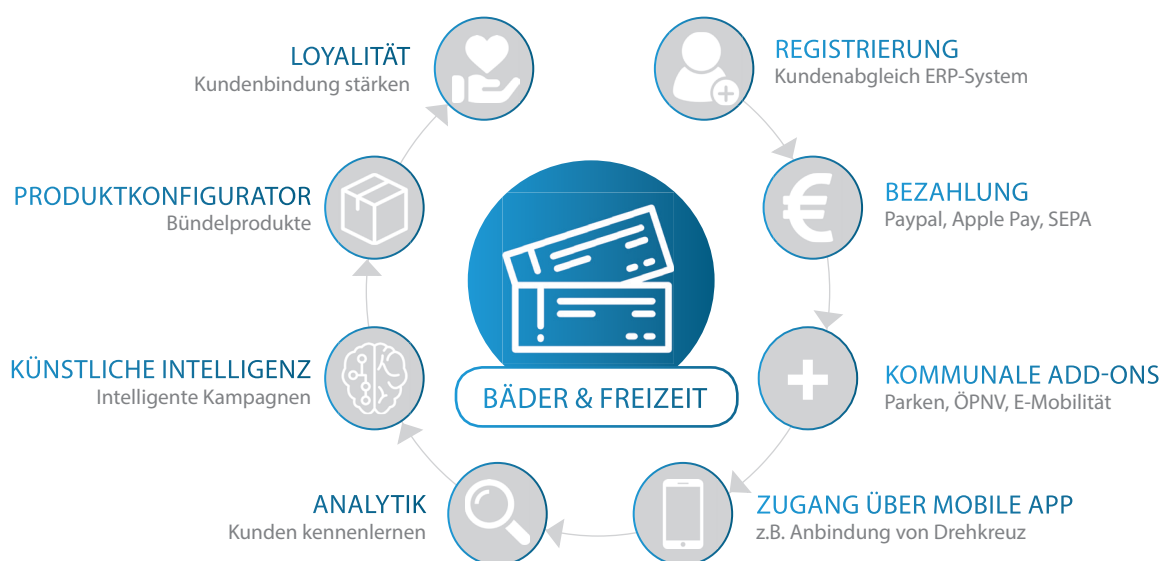 REGISTRIERUNG
Kundenabgleich ERP-System
BEZAHLUNG
Paypal, Apple Pay, SEPA
KOMMUNALE ADD-ONS
Parken, ÖPNV, E-Mobilität
ZUGANG ÜBER MOBILE APP
z.B. Anbindung von Drehkreuz
ANALYTIK
Kunden kennenlernen
KÜNSTLICHE INTELLIGENZ
Intelligente Kampagnen
PRODUKTKONFIGURATOR
Bündelprodukte
LOYALITÄT
Kundenbindung stärken
BÄDER & FREIZEIT